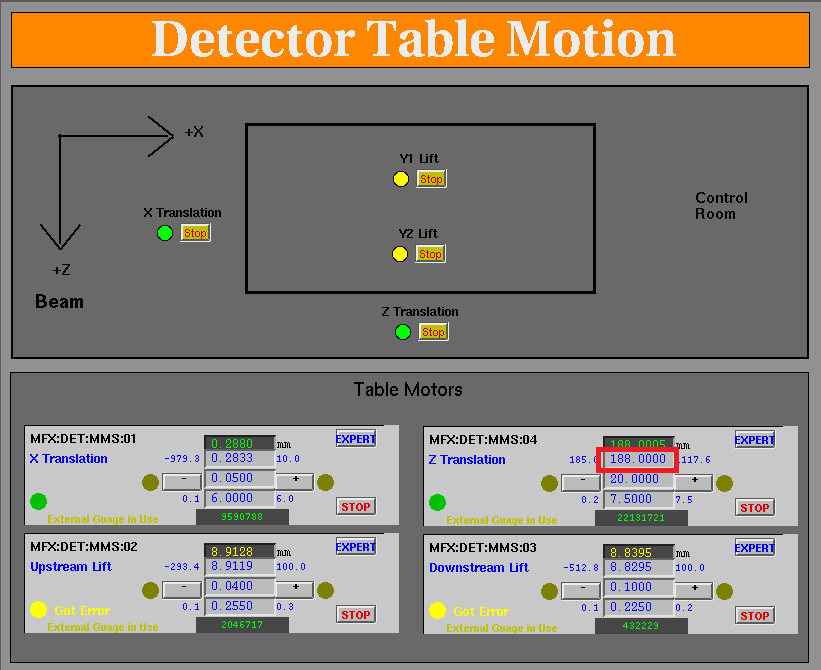 Detector Table Motion
+X
Y1 Lift
Stop
X Translation
Stop
Control
Room
Y2 Lift
Stop
+Z
Beam
Z Translation
Stop
Table Motors
MFX:DET:MMS:01
0.2880 mm
EXPERT
X Translation
-979.3 0.2833 10.0
- 0.0500 +
0.1 6.0000 6.0
STOP
External Guage in Use
9590788
MFX:DET:MMS:04
188.0005 mm
EXPERT
Z Translation
188.0000
- 20.0000 +
0.2 7.5000 7.5
STOP
External Guage in Use
22131721
MFX:DET:MMS:02
8.9128 mm
EXPERT
Upstream Lift
-293.4 8.9119 100.0
- 0.0400 +
0.1 0.2550 0.3
Got Error
STOP
External Guage in Use
2046717
MFX:DET:MMS:03
8.8395 mm
EXPERT
Downstream Lift
-512.8 8.8295 100.0
- 0.1000 +
0.1 0.2250 0.2
Got Error
STOP
External Guage in Use
432229